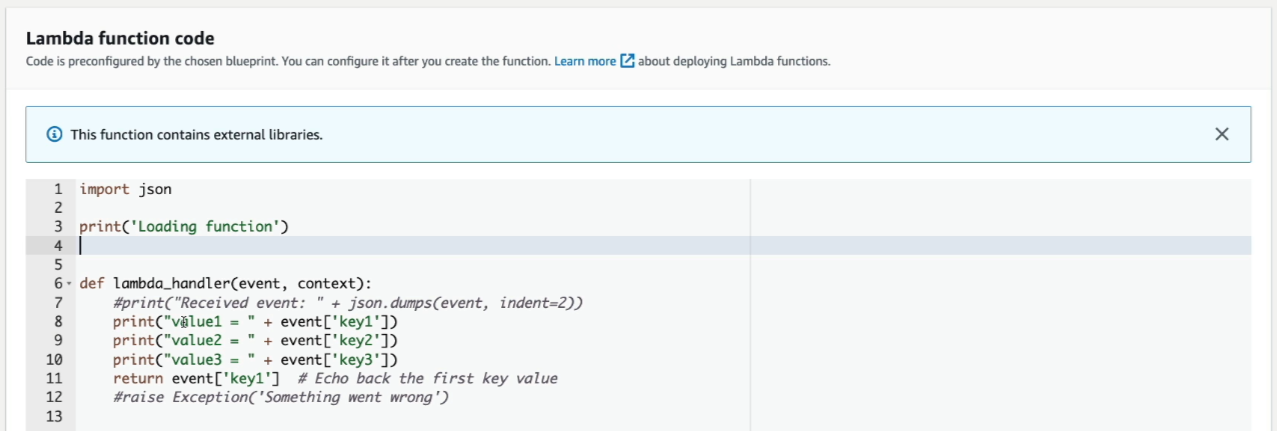 Lambda function code
Code is preconfigured by the chosen blueprint. You can configure it after you create the function. Learn more about deploying Lambda functions.
This function contains external libraries.
1 import json
2
3 print('Loading function')
4
5
6 def lambda_handler(event, context):
7     #print("Received event: " + json.dumps(event, indent=2))
8     print("value1 = " + event['key1'])
9     print("value2 = " + event['key2'])
10     print("value3 = " + event['key3'])
11     return event['key1']  # Echo back the first key value
12     #raise Exception('Something went wrong')
13